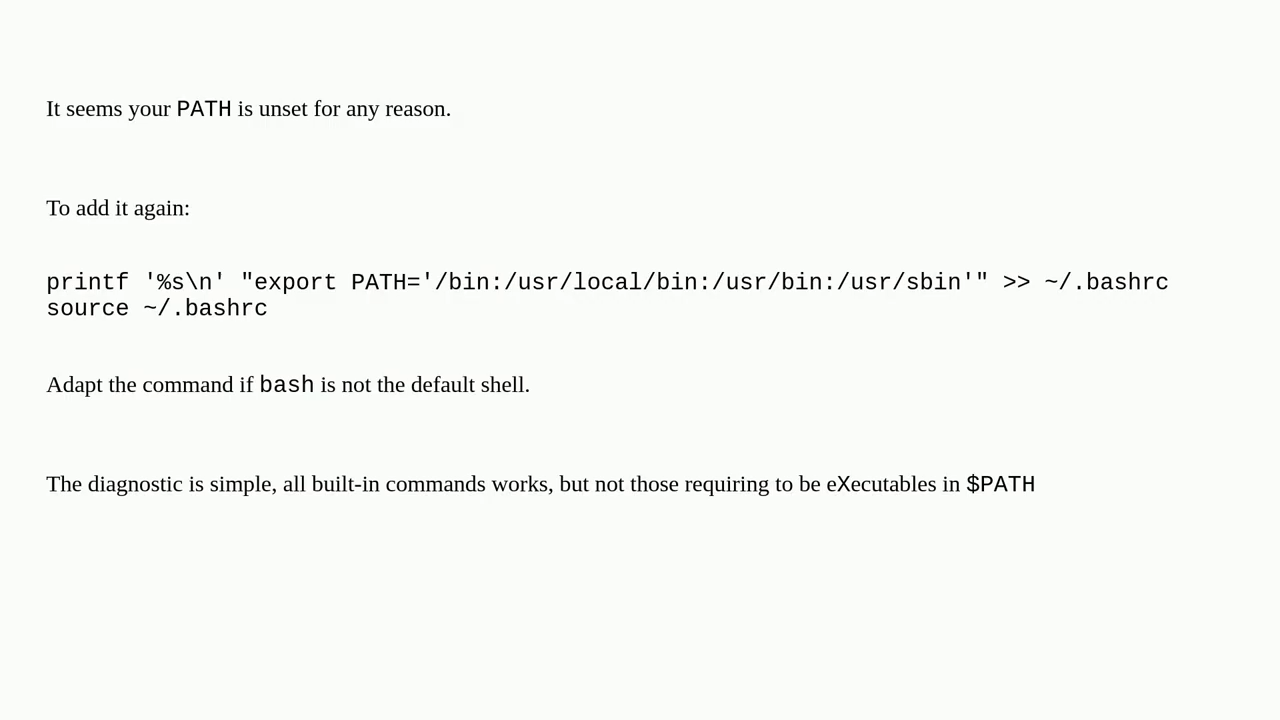 It seems your PATH is unset for any reason.
To add it again:
printf '%s\n' "export PATH='/bin:/usr/local/bin:/usr/bin:/usr/sbin'" >> ~/.bashrc
source ~/.bashrc
Adapt the command if bash is not the default shell.
The diagnostic is simple, all built-in commands works, but not those requiring to be eXecutables in $PATH